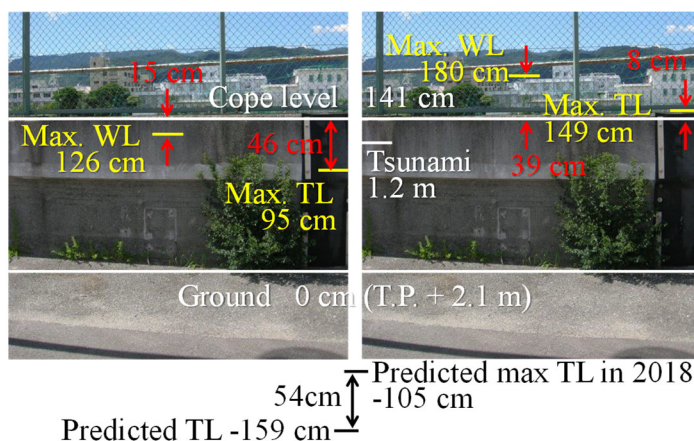 15 cm
Max. WL
126 cm
46 cm
Max. TL
95 cm
Cope level 141 cm
Max. WL
180 cm
8 cm
Max. TL
149 cm
39 cm
Tsunami
1.2 m
Ground 0 cm (T.P. + 2.1 m)
54cm
Predicted max TL in 2018
-105 cm
Predicted TL -159 cm